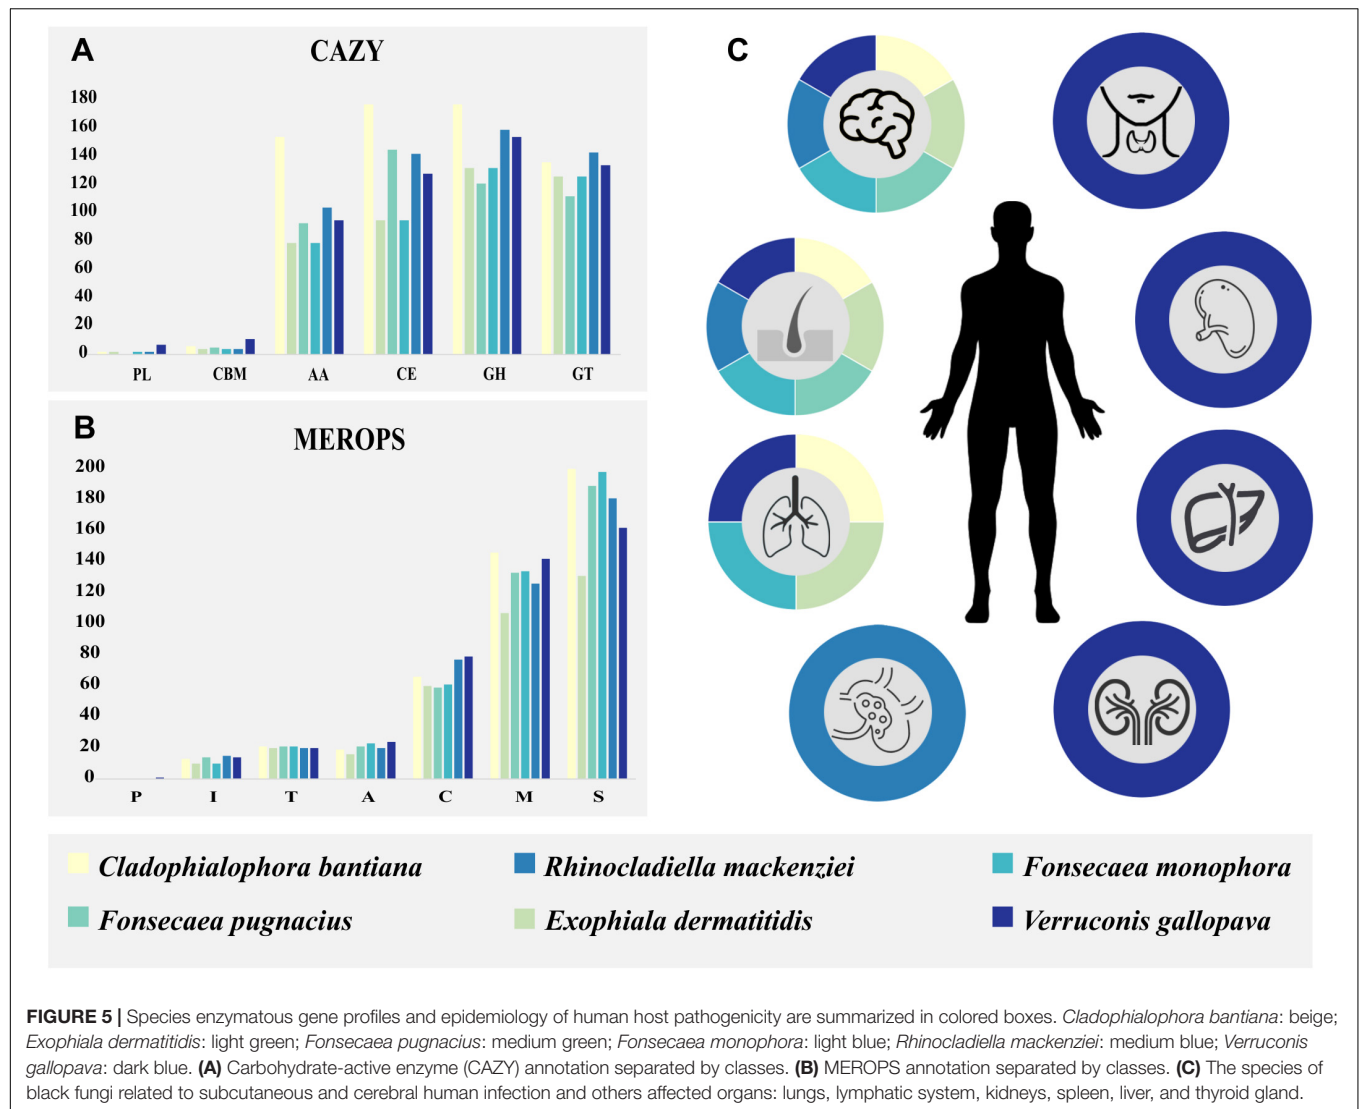 A
CAZY
180
160
140
120
100
80
60
40
20
0
PL CBM AA CE GH GT
B
MEROPS
200
180
160
140
120
100
80
60
40
20
0
P I T A C M S
C
Cladophialophora bantiana Rhinocladiella mackenziei Fonsecaea monophora
Fonsecaea pugnacius Exophiala dermatitidis Verruconis gallopava
FIGURE 5 | Species enzymatous gene profiles and epidemiology of human host pathogenicity are summarized in colored boxes. Cladophialophora bantiana: beige;
Exophiala dermatitidis: light green; Fonsecaea pugnacius: medium green; Fonsecaea monophora: light blue; Rhinocladiella mackenziei: medium blue; Verruconis
gallopava: dark blue. (A) Carbohydrate-active enzyme (CAZY) annotation separated by classes. (B) MEROPS annotation separated by classes. (C) The species of
black fungi related to subcutaneous and cerebral human infection and others affected organs: lungs, lymphatic system, kidneys, spleen, liver, and thyroid gland.